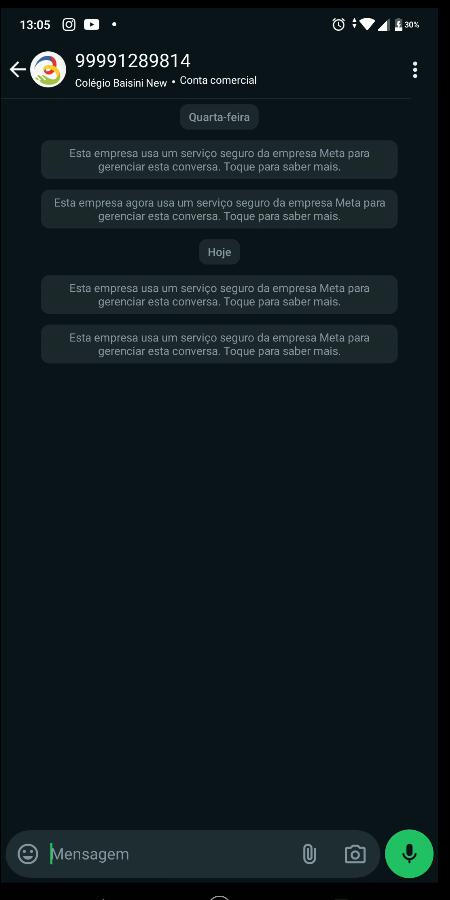 13:05
30%
99991289814
Colégio Baisini New • Conta comercial
Quarta-feira
Esta empresa usa um serviço seguro da empresa Meta para
gerenciar esta conversa. Toque para saber mais.
Esta empresa agora usa um serviço seguro da empresa Meta para
gerenciar esta conversa. Toque para saber mais.
Hoje
Esta empresa usa um serviço seguro da empresa Meta para
gerenciar esta conversa. Toque para saber mais.
Esta empresa usa um serviço seguro da empresa Meta para
gerenciar esta conversa. Toque para saber mais.
Mensagem